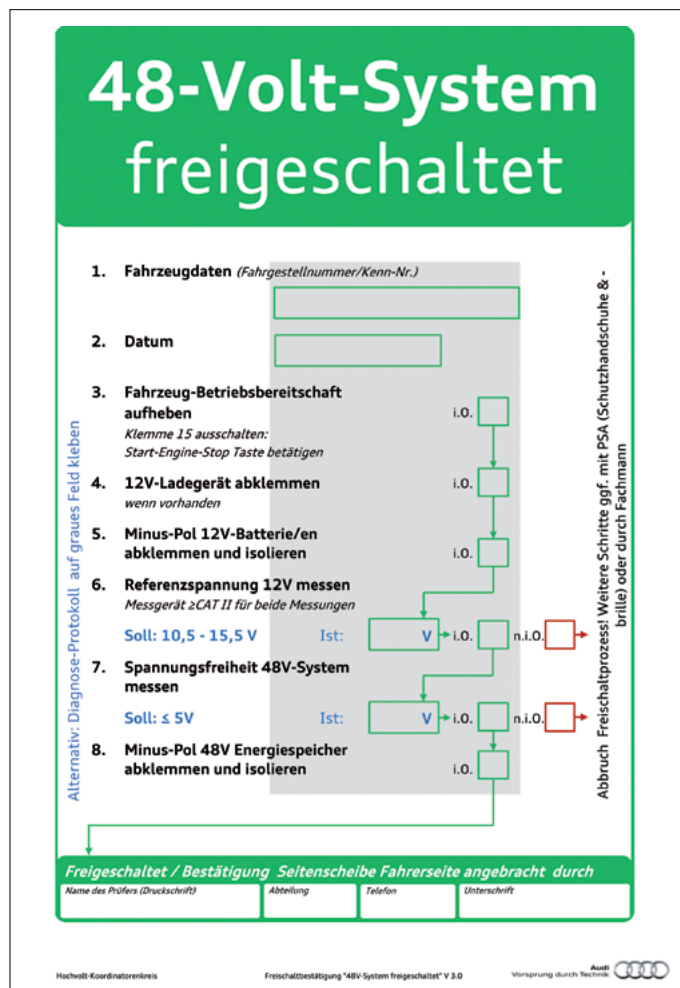 48-Volt-System
freigeschaltet
1. Fahrzeugdaten (Fahrgestellnummer/Kenn-Nr.)
2. Datum
3. Fahrzeug-Betriebsbereitschaft
aufheben
i.O.
Klemme 15 ausschalten:
Start-Engine-Stop Taste betätigen
4. 12V-Ladegerät abklemmen
i.O.
wenn vorhanden
5. Minus-Pol 12V-Batterie/en
abklemmen und isolieren
i.O.
6. Referenzspannung 12V messen
Messgerät ≥CAT II für beide Messungen
Soll: 10,5 - 15,5 V Ist: V i.O. n.i.O.
7. Spannungsfreiheit 48V-System
messen
Soll: ≤ 5V Ist: V i.O. n.i.O.
8. Minus-Pol 48V Energiespeicher
abklemmen und isolieren
i.O.
Alternativ: Diagnose-Protokoll auf graues Feld kleben
Abbruch Freischaltprozess! Weitere Schritte ggf. mit PSA (Schutzhandschuhe & -
brille) oder durch Fachmann
Freigeschaltet / Bestätigung Seitenscheibe Fahrerseite angebracht durch
Name des Prüfers (Druckschrift) Abteilung Telefon Unterschrift
Hochvolt-Koordinatorenkreis Freischaltbestätigung "48V-System freigeschaltet" V 3.0
Audi
Vorsprung durch Technik